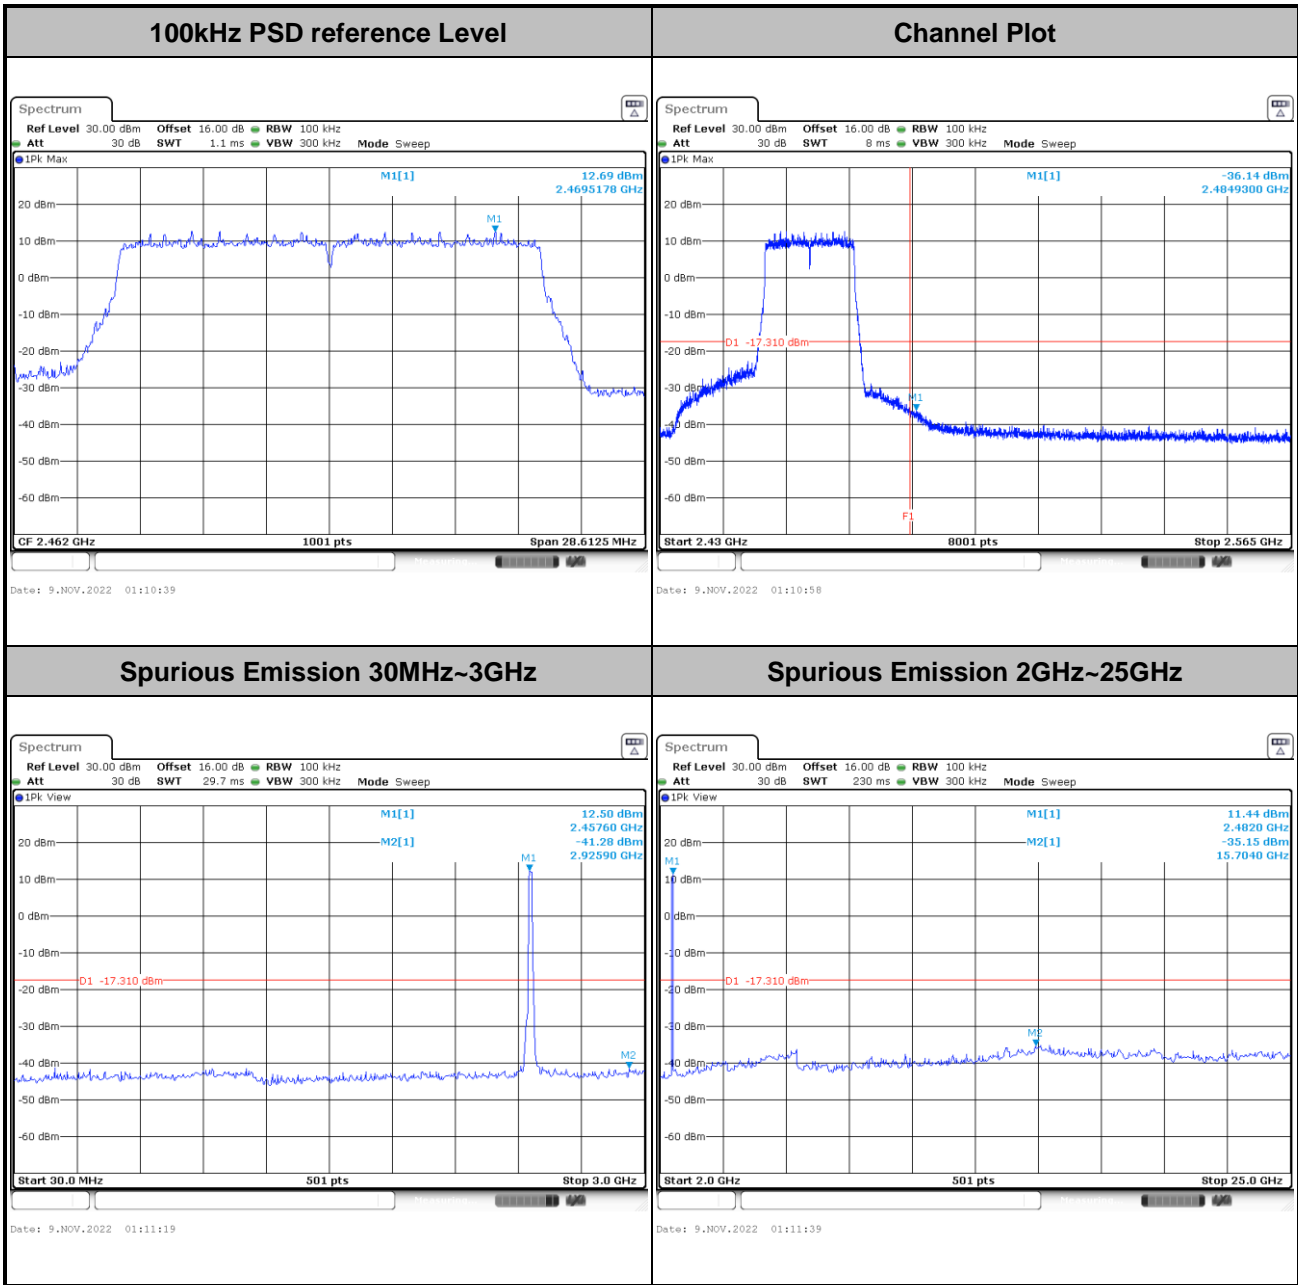 100kHz PSD reference Level
Spectrum
Ref Level 30.00 dBm Offset 16.00 dB RBW 100 kHz
Att 30 dB SWT 1.1 ms VBW 300 kHz Mode Sweep
1Pk Max
M1[1] 12.69 dBm
2.4695178 GHz
20 dBm
M1
10 dBm
0 dBm
-10 dBm
-20 dBm
-30 dBm
-40 dBm
-50 dBm
-60 dBm
CF 2.462 GHz 1001 pts Span 28.6125 MHz
Measuring...
Date: 9.NOV.2022 01:10:39
Channel Plot
Spectrum
Ref Level 30.00 dBm Offset 16.00 dB RBW 100 kHz
Att 30 dB SWT 8 ms VBW 300 kHz Mode Sweep
1Pk Max
M1[1] -36.14 dBm
2.4849300 GHz
20 dBm
10 dBm
0 dBm
-10 dBm
D1 -17.310 dBm
-20 dBm
-30 dBm
M1
-40 dBm
-50 dBm
-60 dBm
F1
Start 2.43 GHz 8001 pts Stop 2.565 GHz
Measuring...
Date: 9.NOV.2022 01:10:58
Spurious Emission 30MHz~3GHz
Spectrum
Ref Level 30.00 dBm Offset 16.00 dB RBW 100 kHz
Att 30 dB SWT 29.7 ms VBW 300 kHz Mode Sweep
1Pk View
M1[1] 12.50 dBm
2.45760 GHz
20 dBm M2[1] -41.28 dBm
2.92590 GHz
M1
10 dBm
0 dBm
-10 dBm
D1 -17.310 dBm
-20 dBm
-30 dBm
M2
-40 dBm
-50 dBm
-60 dBm
Start 30.0 MHz 501 pts Stop 3.0 GHz
Measuring...
Date: 9.NOV.2022 01:11:19
Spurious Emission 2GHz~25GHz
Spectrum
Ref Level 30.00 dBm Offset 16.00 dB RBW 100 kHz
Att 30 dB SWT 230 ms VBW 300 kHz Mode Sweep
1Pk View
M1[1] 11.44 dBm
2.4820 GHz
20 dBm M2[1] -35.15 dBm
15.7040 GHz
M1
10 dBm
0 dBm
-10 dBm
D1 -17.310 dBm
-20 dBm
-30 dBm
M2
-40 dBm
-50 dBm
-60 dBm
Start 2.0 GHz 501 pts Stop 25.0 GHz
Measuring...
Date: 9.NOV.2022 01:11:39